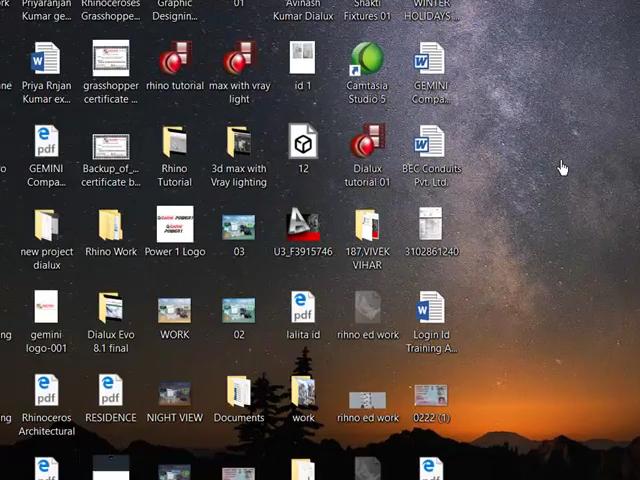 rk
Priyaranjan
Kumar ge...
Rhinoceroses
Grasshoppe...
Graphic
Designin...
01
Avinash
Kumar Dialux
Shakti
Fixtures 01
WINTER
HOLIDAYS ...
ne
Priya Rnjan
Kumar ex...
grasshopper
certificate ...
rhino tutorial
max with vray
light
id 1
Camtasia
Studio 5
GEMINI
Compa...
o
GEMINI
Compa...
Backup_of_...
certificate b...
Rhino
Tutorial
3d max with
Vray lighting
12
Dialux
tutorial 01
BEC Conduits
Pvt. Ltd.
new project
dialux
Rhino Work
Power 1 Logo
03
U3_F3915746
187,VIVEK
VIHAR
3102861240
ng
gemini
logo-001
Dialux Evo
8.1 final
WORK
02
lalita id
rihno ed work
Login Id
Training A...
ng
Rhinoceros
Architectural
RESIDENCE
NIGHT VIEW
Documents
work
rihno ed work
0222 (1)